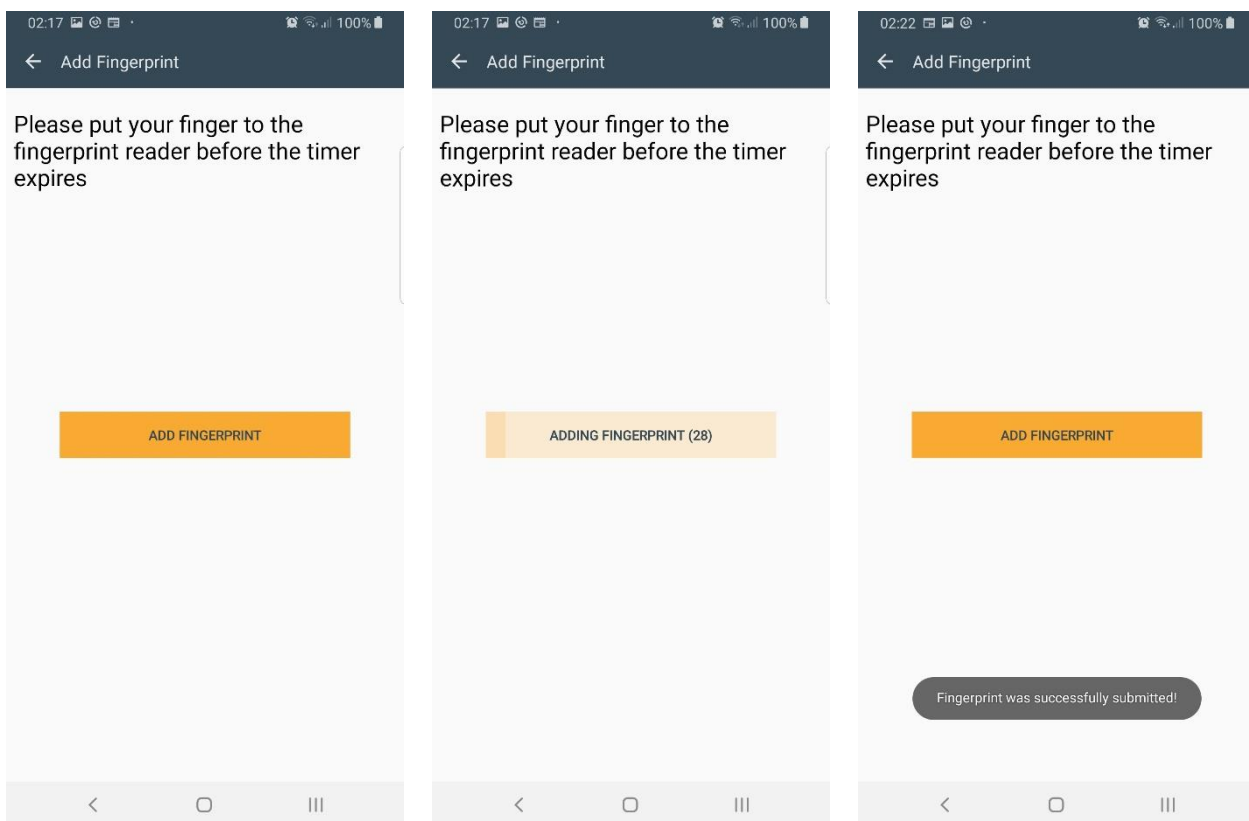 02:17
100%
Add Fingerprint
Please put your finger to the
fingerprint reader before the timer
expires
ADD FINGERPRINT
02:17
100%
Add Fingerprint
Please put your finger to the
fingerprint reader before the timer
expires
ADDING FINGERPRINT (28)
02:22
100%
Add Fingerprint
Please put your finger to the
fingerprint reader before the timer
expires
ADD FINGERPRINT
Fingerprint was successfully submitted!